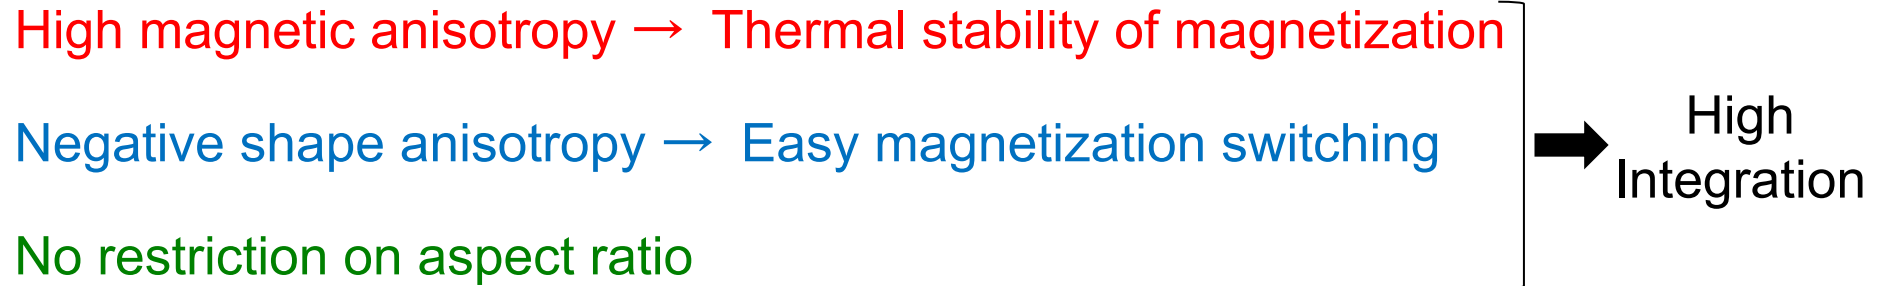 High magnetic anisotropy → Thermal stability of magnetization
Negative shape anisotropy → Easy magnetization switching
No restriction on aspect ratio
High
Integration